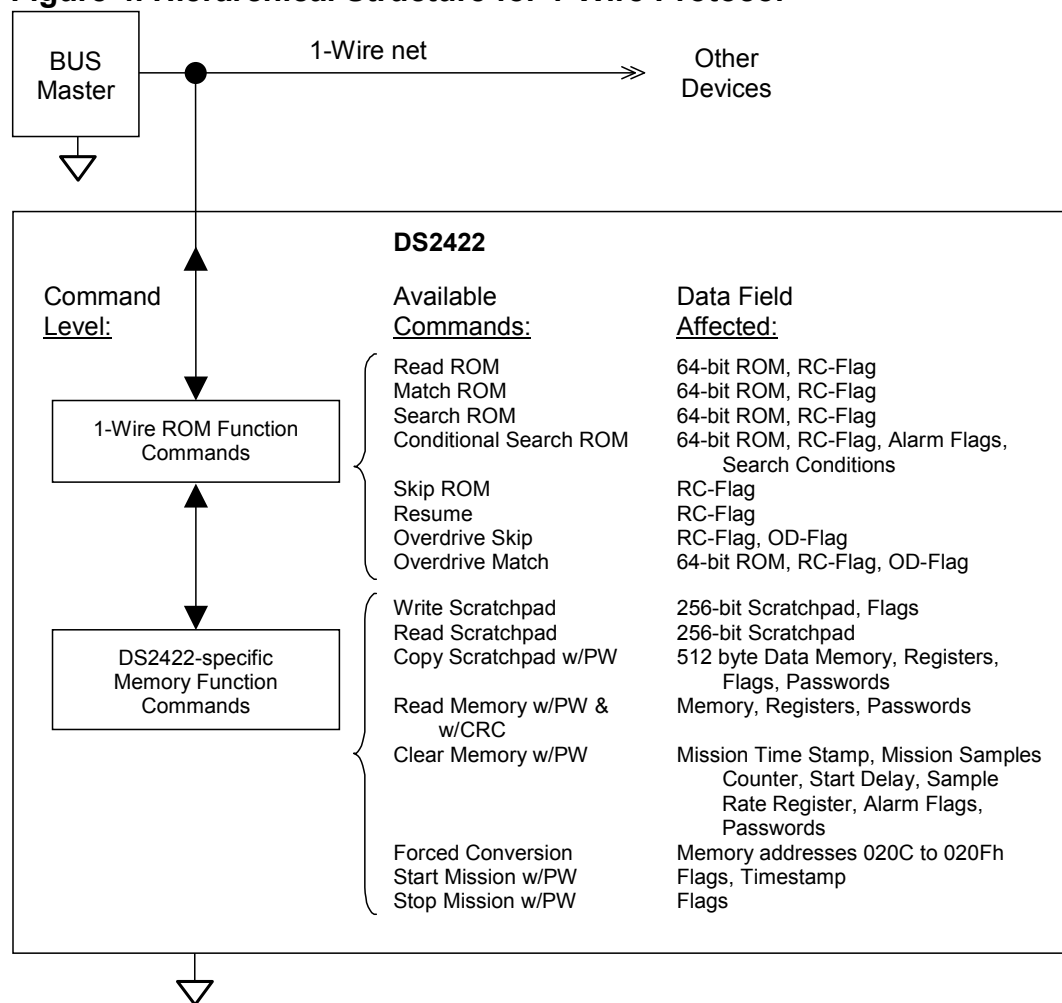 Figure 4. Hierarchical Structure for 1-Wire Protocol
BUS
Master
1-Wire net
Other
Devices
DS2422
Command
Level:
Available
Commands:
Data Field
Affected:
1-Wire ROM Function
Commands
Read ROM 64-bit ROM, RC-Flag
Match ROM 64-bit ROM, RC-Flag
Search ROM 64-bit ROM, RC-Flag
Conditional Search ROM 64-bit ROM, RC-Flag, Alarm Flags,
Search Conditions
Skip ROM RC-Flag
Resume RC-Flag
Overdrive Skip RC-Flag, OD-Flag
Overdrive Match 64-bit ROM, RC-Flag, OD-Flag
DS2422-specific
Memory Function
Commands
Write Scratchpad 256-bit Scratchpad, Flags
Read Scratchpad 256-bit Scratchpad
Copy Scratchpad w/PW 512 byte Data Memory, Registers,
Flags, Passwords
Read Memory w/PW & Memory, Registers, Passwords
w/CRC
Clear Memory w/PW Mission Time Stamp, Mission Samples
Counter, Start Delay, Sample
Rate Register, Alarm Flags,
Passwords
Forced Conversion Memory addresses 020C to 020Fh
Start Mission w/PW Flags, Timestamp
Stop Mission w/PW Flags